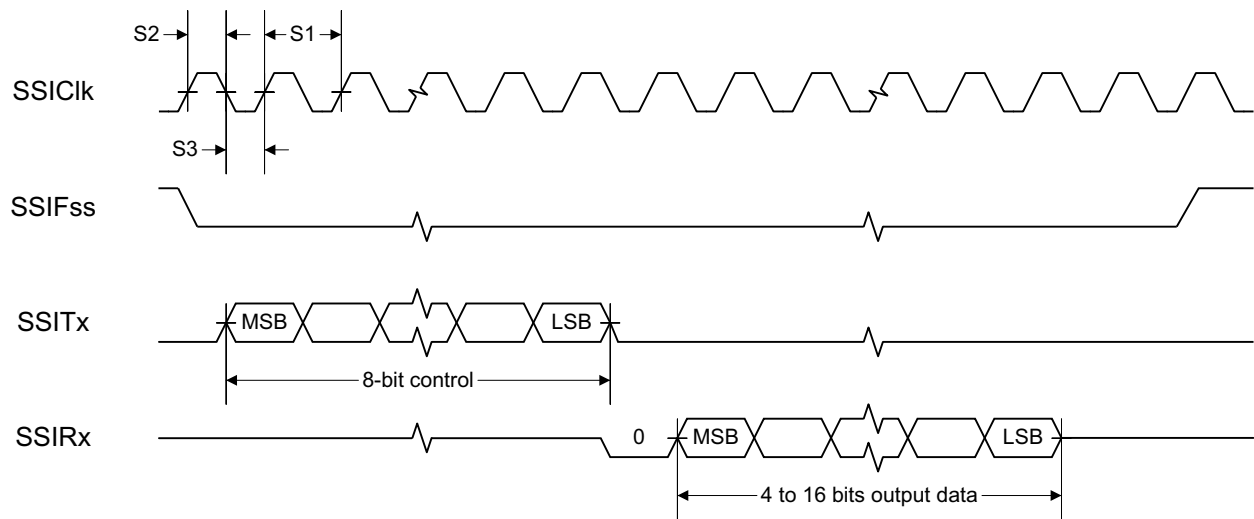 S2
S1
SSIClk
S3
SSIFss
SSITx
MSB
LSB
8-bit control
SSIRx
0
MSB
LSB
4 to 16 bits output data